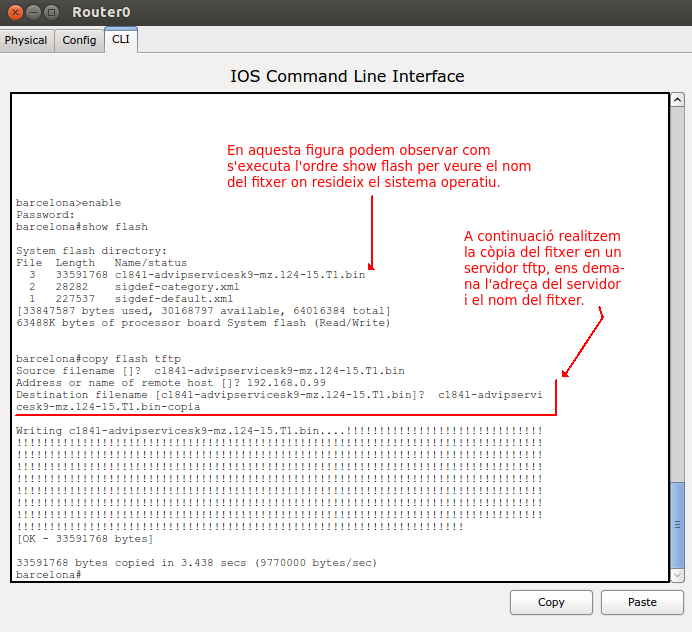 Router0
Physical Config CLI
IOS Command Line Interface
En aquesta figura podem observar com
s'executa l'ordre show flash per veure el nom
del fitxer on resideix el sistema operatiu.
barcelona>enable
Password:
barcelona#show flash
A continuació realitzem
la còpia del fitxer en un
servidor tftp, ens dema-
na l'adreça del servidor
i el nom del fitxer.
System flash directory:
File   Length   Name/status
  3   33591768 c1841-advipservicesk9-mz.124-15.T1.bin
  2   28282    sigdef-category.xml
  1   227537   sigdef-default.xml
[33847587 bytes used, 30168797 available, 64016384 total]
63488K bytes of processor board System flash (Read/Write)
barcelona#copy flash tftp
Source filename []?  c1841-advipservicesk9-mz.124-15.T1.bin
Address or name of remote host []? 192.168.0.99
Destination filename [c1841-advipservicesk9-mz.124-15.T1.bin]?  c1841-advipservi
cesk9-mz.124-15.T1.bin-copia
Writing c1841-advipservicesk9-mz.124-15.T1.bin....!!!!!!!!!!!!!!!!!!!!!!!!!!!!!!
!!!!!!!!!!!!!!!!!!!!!!!!!!!!!!!!!!!!!!!!!!!!!!!!!!!!!!!!!!!!!!!!!!!!!!!!!!!!!!!!
!!!!!!!!!!!!!!!!!!!!!!!!!!!!!!!!!!!!!!!!!!!!!!!!!!!!!!!!!!!!!!!!!!!!!!!!!!!!!!!!
!!!!!!!!!!!!!!!!!!!!!!!!!!!!!!!!!!!!!!!!!!!!!!!!!!!!!!!!!!!!!!!!!!!!!!!!!!!!!!!!
!!!!!!!!!!!!!!!!!!!!!!!!!!!!!!!!!!!!!!!!!!!!!!!!!!!!!!!!!!!!!!!!!!!!!!!!!!!!!!!!
!!!!!!!!!!!!!!!!!!!!!!!!!!!!!!!!!!!!!!!!!!!!!!!!!!!!!!!!!!!!!!!!!!!!!!!!!!!!!!!!
!!!!!!!!!!!!!!!!!!!!!!!!!!!!!!!!!!!!!!!!!!!!!!!!!!!!!!!!!!!!!!!!!!!!!!!!!!!!!!!!
!!!!!!!!!!!!!!!!!!!!!!!!!!!!!!!!!!!!!!!!!!!!!!!!!!!!!!!!!!!!!!!!!!!!!!!!!!!!!!!!
!!!!!!!!!!!!!!!!!!!!!!!!!!!!!!!!!!!!!!!!!!!!!!!!!!!!!!!!!!!!!!!!!!!!
[OK - 33591768 bytes]
33591768 bytes copied in 3.438 secs (9770000 bytes/sec)
barcelona#
Copy Paste